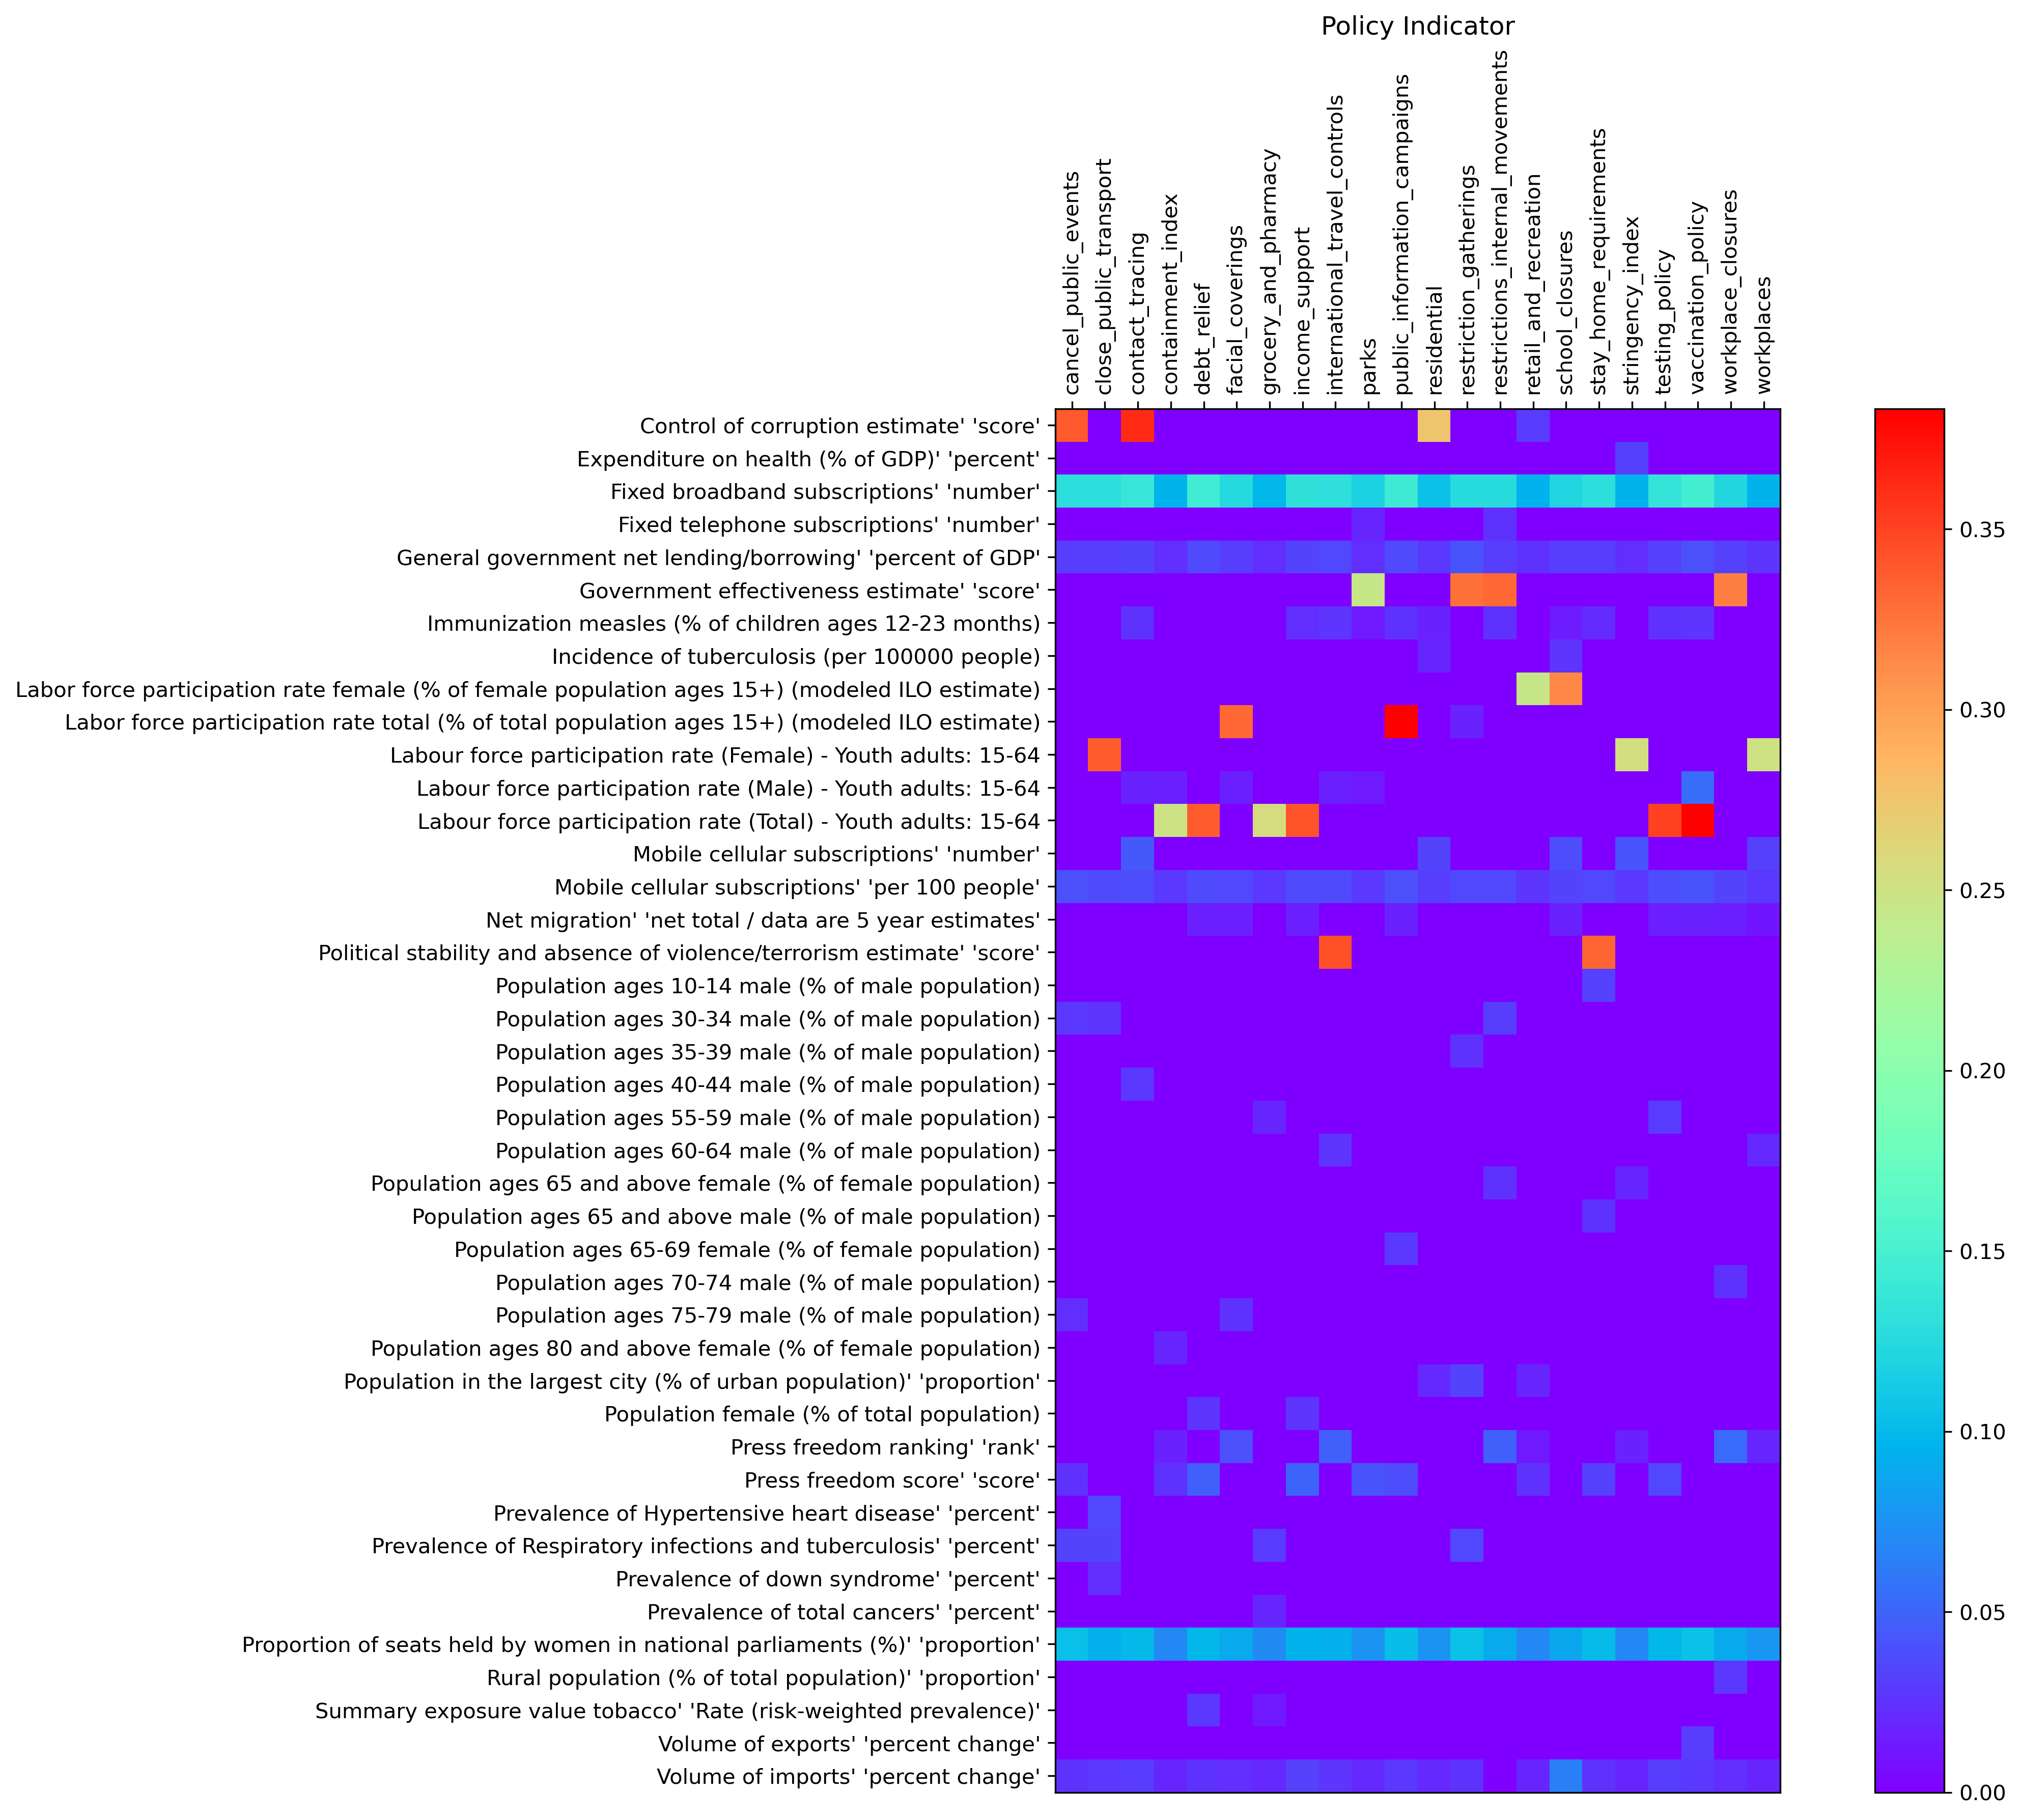 Policy Indicator
cancel_public_events
close_public_transport
contact_tracing
containment_index
debt_relief
facial_coverings
grocery_and_pharmacy
income_support
international_travel_controls
parks
public_information_campaigns
residential
restriction_gatherings
restrictions_internal_movements
retail_and_recreation
school_closures
stay_home_requirements
stringency_index
testing_policy
vaccination_policy
workplace_closures
workplaces
Control of corruption estimate' 'score'
Expenditure on health (% of GDP)' 'percent'
Fixed broadband subscriptions' 'number'
Fixed telephone subscriptions' 'number'
General government net lending/borrowing' 'percent of GDP'
Government effectiveness estimate' 'score'
Immunization measles (% of children ages 12-23 months)
Incidence of tuberculosis (per 100000 people)
Labor force participation rate female (% of female population ages 15+) (modeled ILO estimate)
Labor force participation rate total (% of total population ages 15+) (modeled ILO estimate)
Labour force participation rate (Female) - Youth adults: 15-64
Labour force participation rate (Male) - Youth adults: 15-64
Labour force participation rate (Total) - Youth adults: 15-64
Mobile cellular subscriptions' 'number'
Mobile cellular subscriptions' 'per 100 people'
Net migration' 'net total / data are 5 year estimates'
Political stability and absence of violence/terrorism estimate' 'score'
Population ages 10-14 male (% of male population)
Population ages 30-34 male (% of male population)
Population ages 35-39 male (% of male population)
Population ages 40-44 male (% of male population)
Population ages 55-59 male (% of male population)
Population ages 60-64 male (% of male population)
Population ages 65 and above female (% of female population)
Population ages 65 and above male (% of male population)
Population ages 65-69 female (% of female population)
Population ages 70-74 male (% of male population)
Population ages 75-79 male (% of male population)
Population ages 80 and above female (% of female population)
Population in the largest city (% of urban population)' 'proportion'
Population female (% of total population)
Press freedom ranking' 'rank'
Press freedom score' 'score'
Prevalence of Hypertensive heart disease' 'percent'
Prevalence of Respiratory infections and tuberculosis' 'percent'
Prevalence of down syndrome' 'percent'
Prevalence of total cancers' 'percent'
Proportion of seats held by women in national parliaments (%)' 'proportion'
Rural population (% of total population)' 'proportion'
Summary exposure value tobacco' 'Rate (risk-weighted prevalence)'
Volume of exports' 'percent change'
Volume of imports' 'percent change'
0.35
0.30
0.25
0.20
0.15
0.10
0.05
0.00